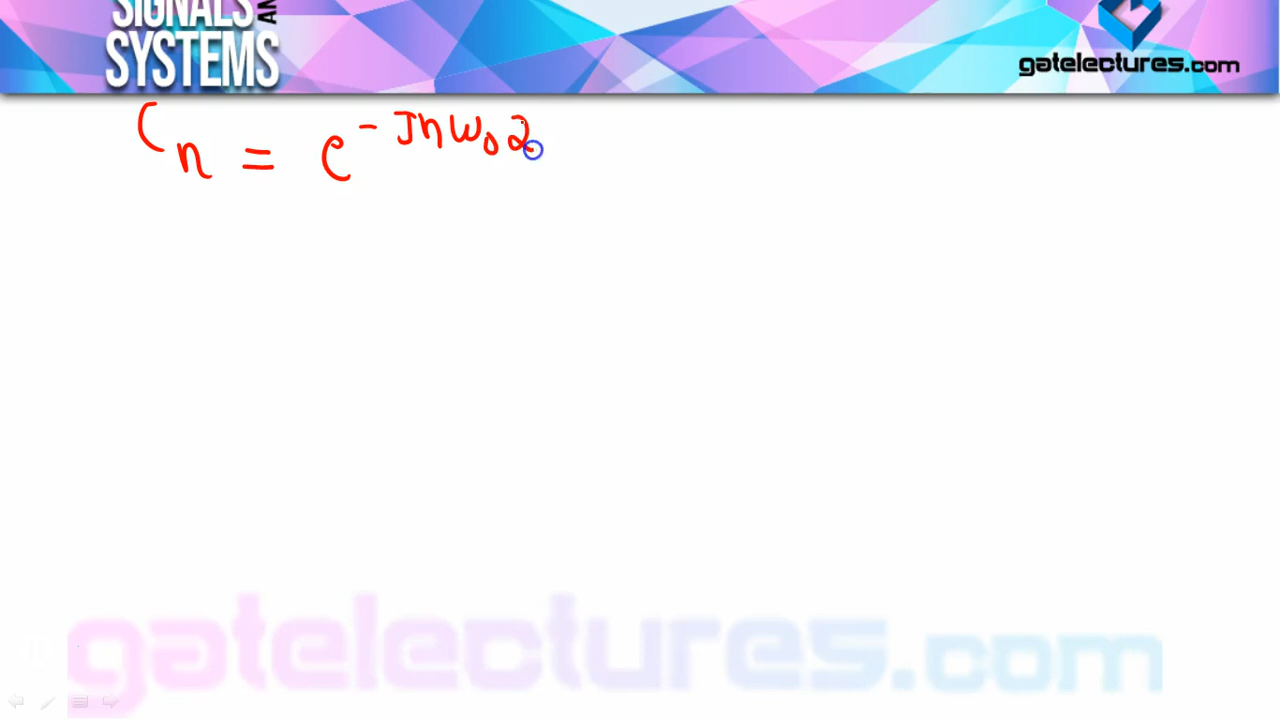 SIGNALS AN
SYSTEMS
gatelectures.com
Cn = e^-Jnω02
gatelectures.com